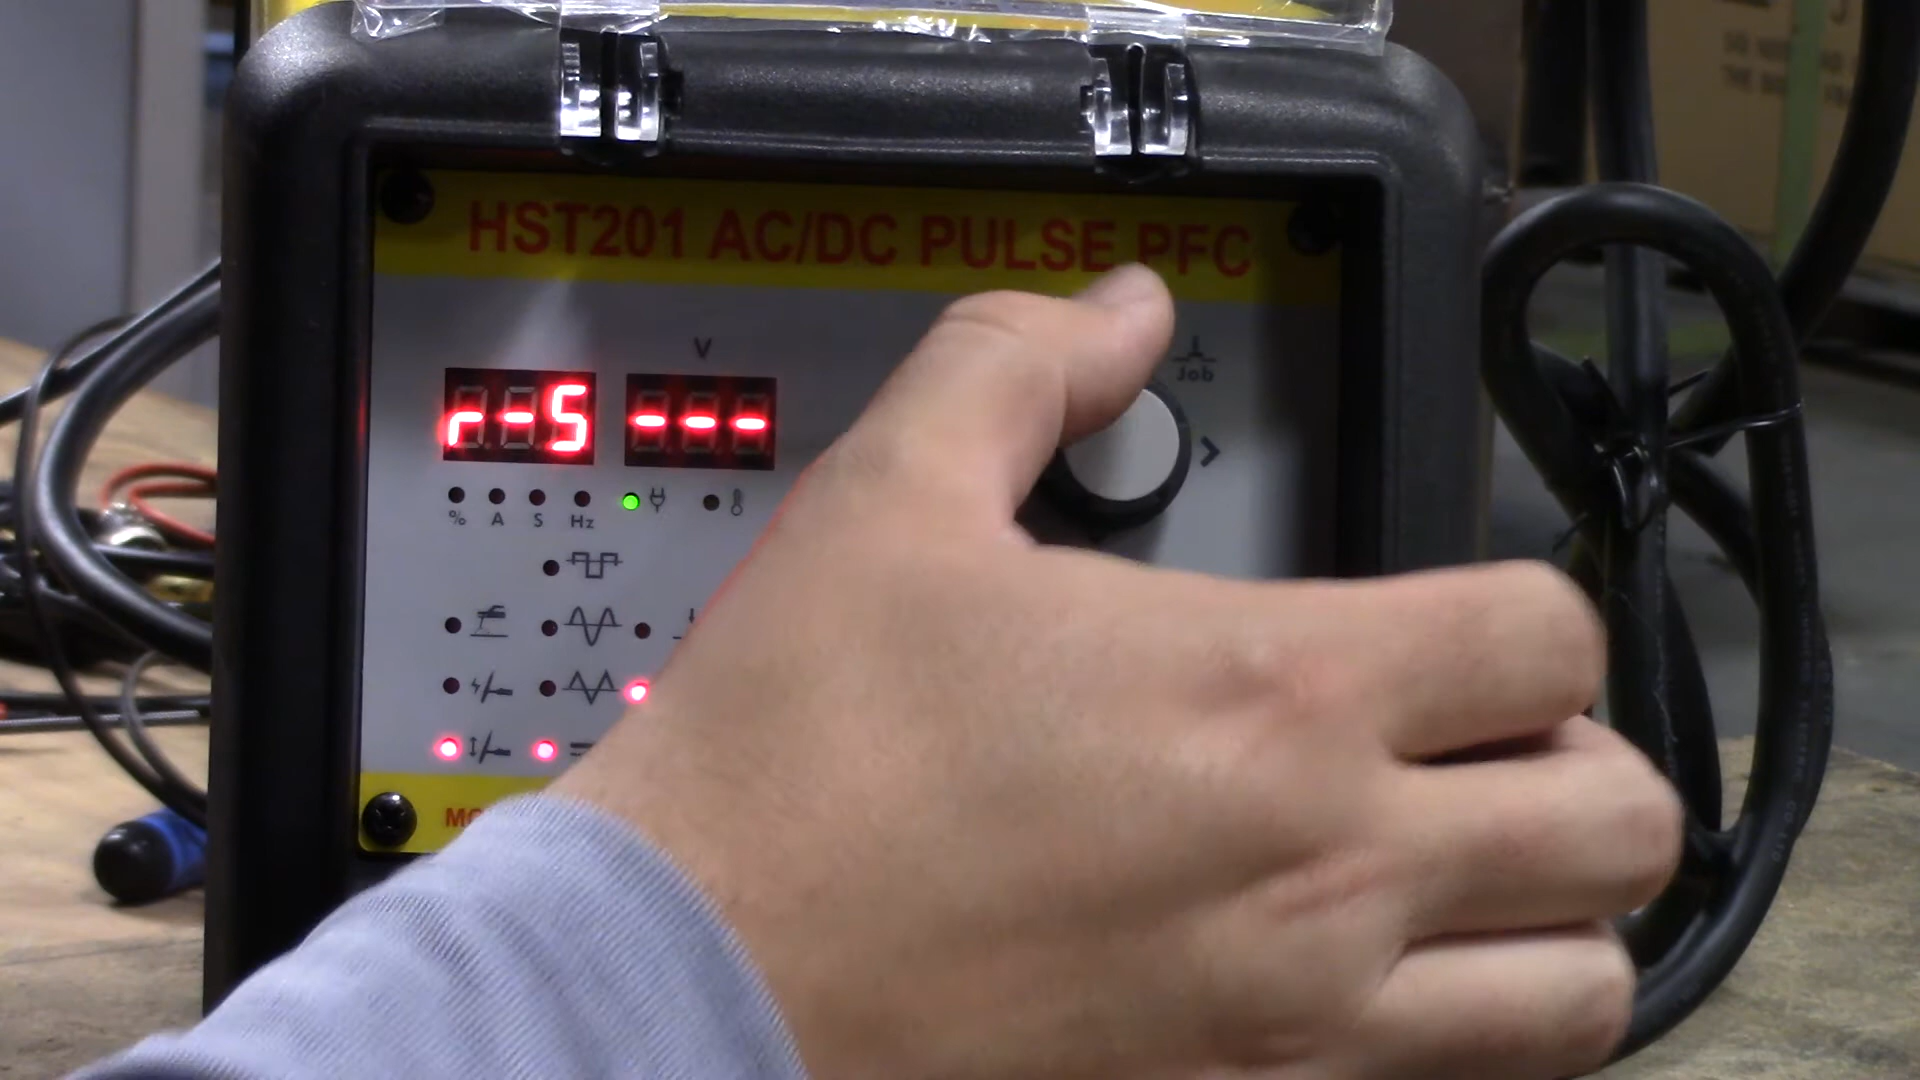 HST201 AC/DC PULSE PFC
V
Job
r-5 ---
% A S Hz